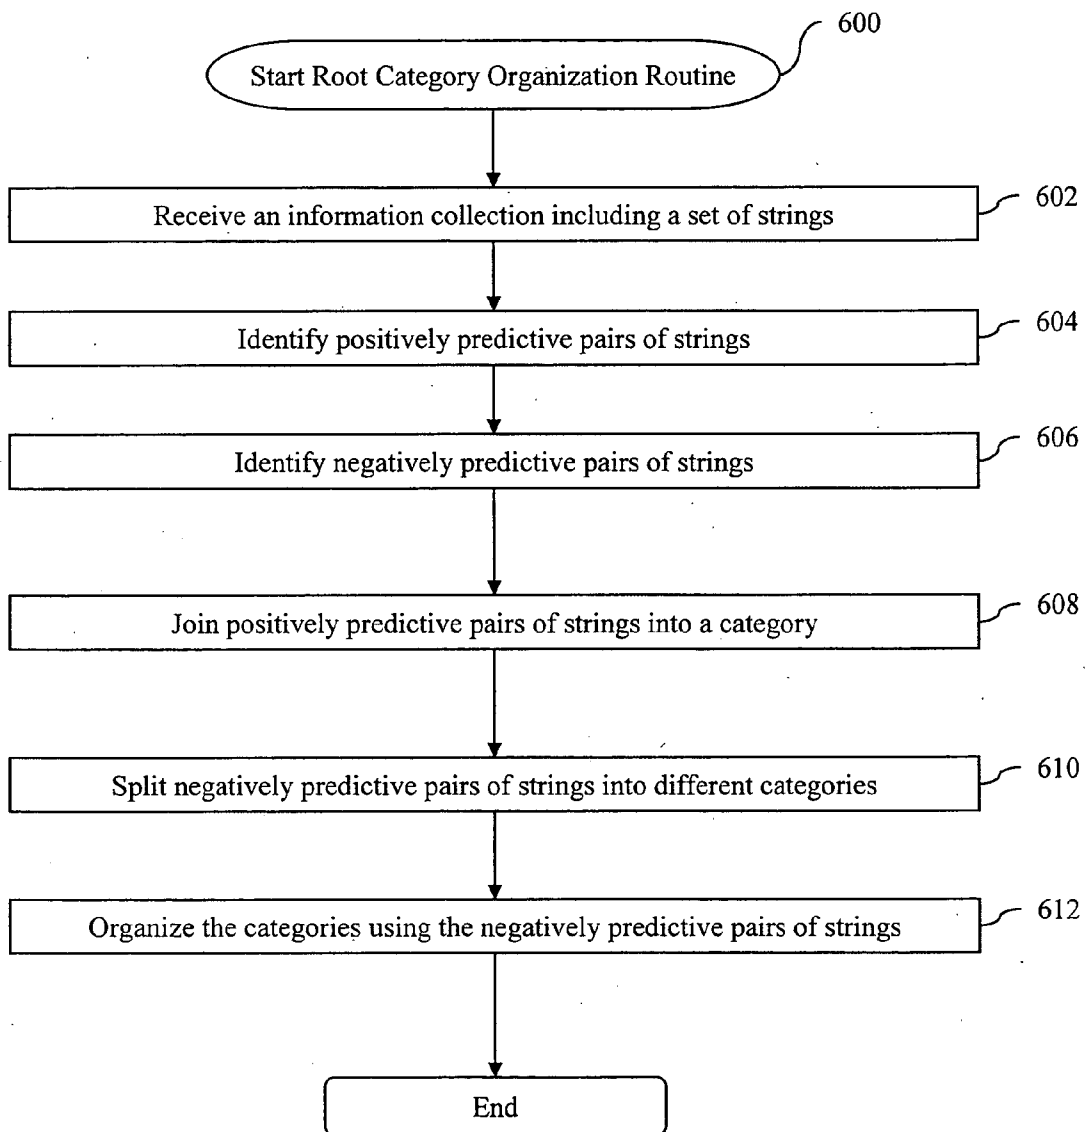 600
Start Root Category Organization Routine
602
Receive an information collection including a set of strings
604
Identify positively predictive pairs of strings
606
Identify negatively predictive pairs of strings
608
Join positively predictive pairs of strings into a category
610
Split negatively predictive pairs of strings into different categories
612
Organize the categories using the negatively predictive pairs of strings
End